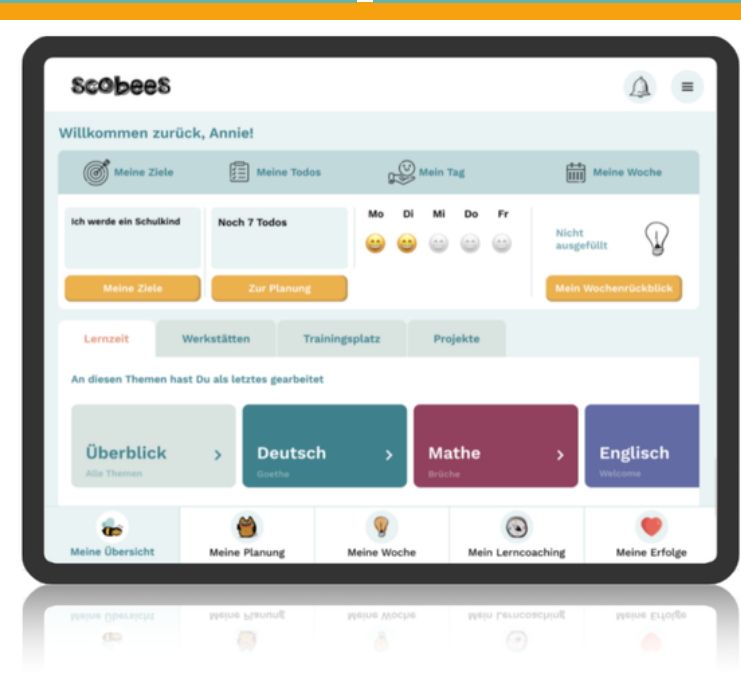 scobees
Willkommen zurück, Annie!
Meine Ziele
Meine Todos
Mein Tag
Meine Woche
Ich werde ein Schulkind
Noch 7 Todos
Mo Di Mi Do Fr
Nicht
ausgefüllt
Meine Ziele
Zur Planung
Mein Wochenrückblick
Lernzeit
Werkstätten
Trainingsplatz
Projekte
An diesen Themen hast Du als letztes gearbeitet
Überblick
Alle Themen
Deutsch
Goethe
Mathe
Brüche
Englisch
Welcome
Meine Übersicht
Meine Planung
Meine Woche
Mein Lerncoaching
Meine Erfolge